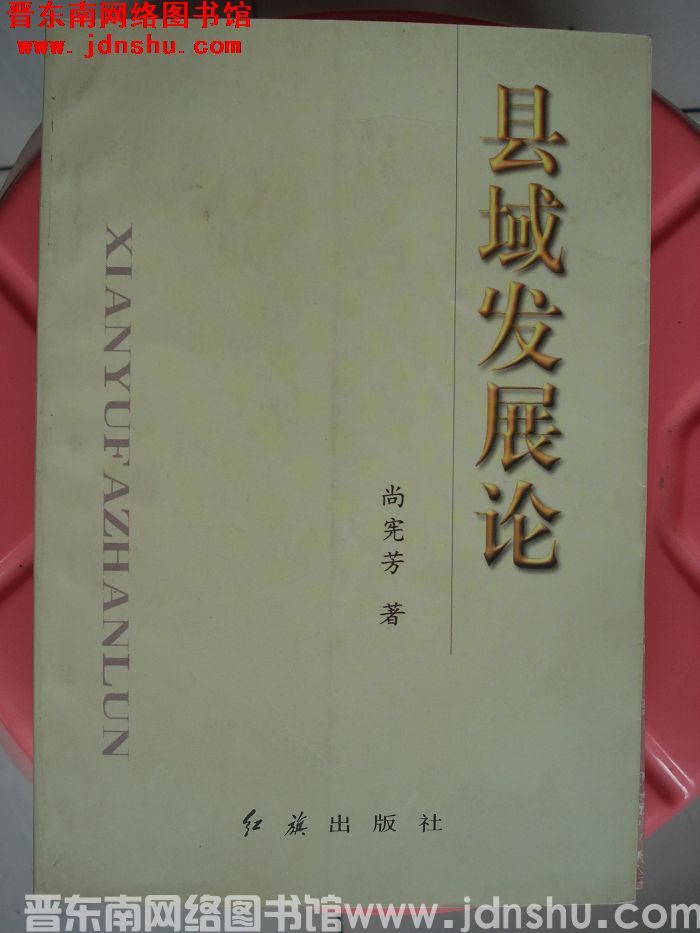 晋东南网络图书馆
www.jdnshu.com
县域发展论
XIANYUFAZHANLUN
尚宪芳 著
红旗出版社
晋东南网络图书馆www.jdnshu.com